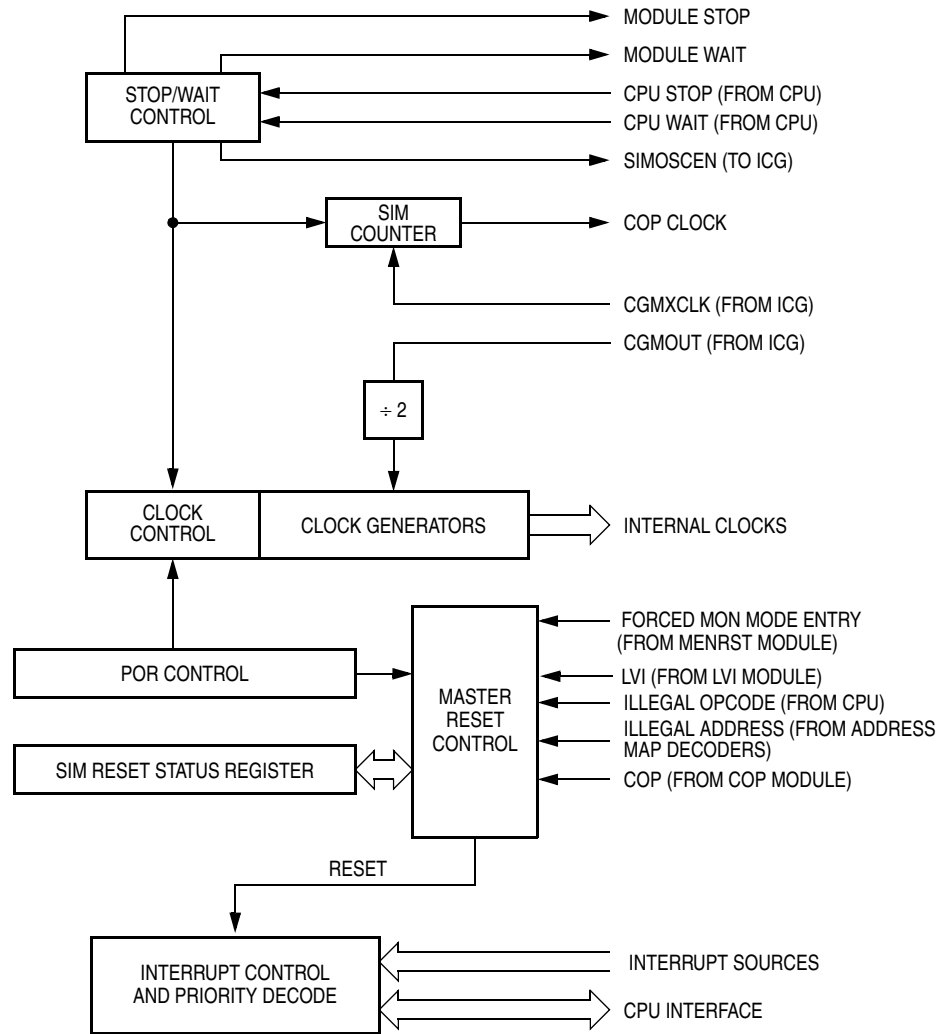 MODULE STOP
MODULE WAIT
STOP/WAIT
CONTROL
CPU STOP (FROM CPU)
CPU WAIT (FROM CPU)
SIMOSCEN (TO ICG)
SIM
COUNTER
COP CLOCK
CGMXCLK (FROM ICG)
CGMOUT (FROM ICG)
÷ 2
CLOCK
CONTROL
CLOCK GENERATORS
INTERNAL CLOCKS
FORCED MON MODE ENTRY
(FROM MENRST MODULE)
POR CONTROL
LVI (FROM LVI MODULE)
MASTER
RESET
CONTROL
ILLEGAL OPCODE (FROM CPU)
ILLEGAL ADDRESS (FROM ADDRESS
MAP DECODERS)
SIM RESET STATUS REGISTER
COP (FROM COP MODULE)
RESET
INTERRUPT CONTROL
AND PRIORITY DECODE
INTERRUPT SOURCES
CPU INTERFACE